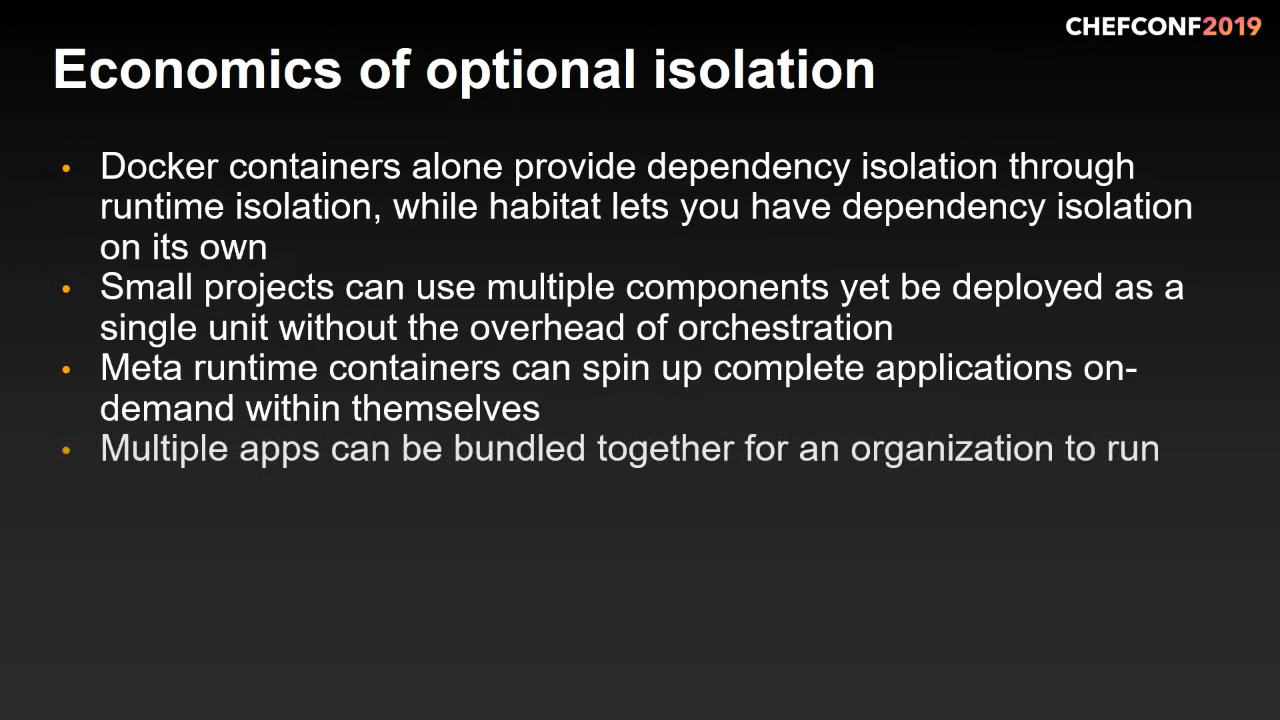 CHEFCONF2019
Economics of optional isolation
• Docker containers alone provide dependency isolation through
runtime isolation, while habitat lets you have dependency isolation
on its own
• Small projects can use multiple components yet be deployed as a
single unit without the overhead of orchestration
• Meta runtime containers can spin up complete applications on-
demand within themselves
• Multiple apps can be bundled together for an organization to run